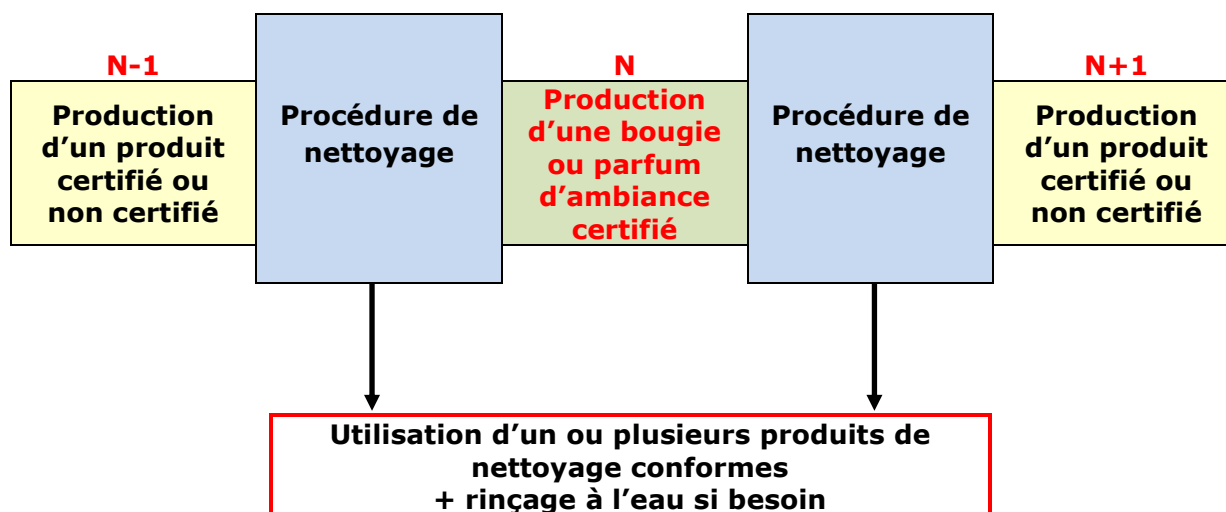 N-1
Production
d’un produit
certifié ou
non certifié
Procédure de
nettoyage
N
Production
d’une bougie
ou parfum
d’ambiance
certifié
Procédure de
nettoyage
N+1
Production
d’un produit
certifié ou
non certifié
Utilisation d’un ou plusieurs produits de
nettoyage conformes
+ rinçage à l’eau si besoin